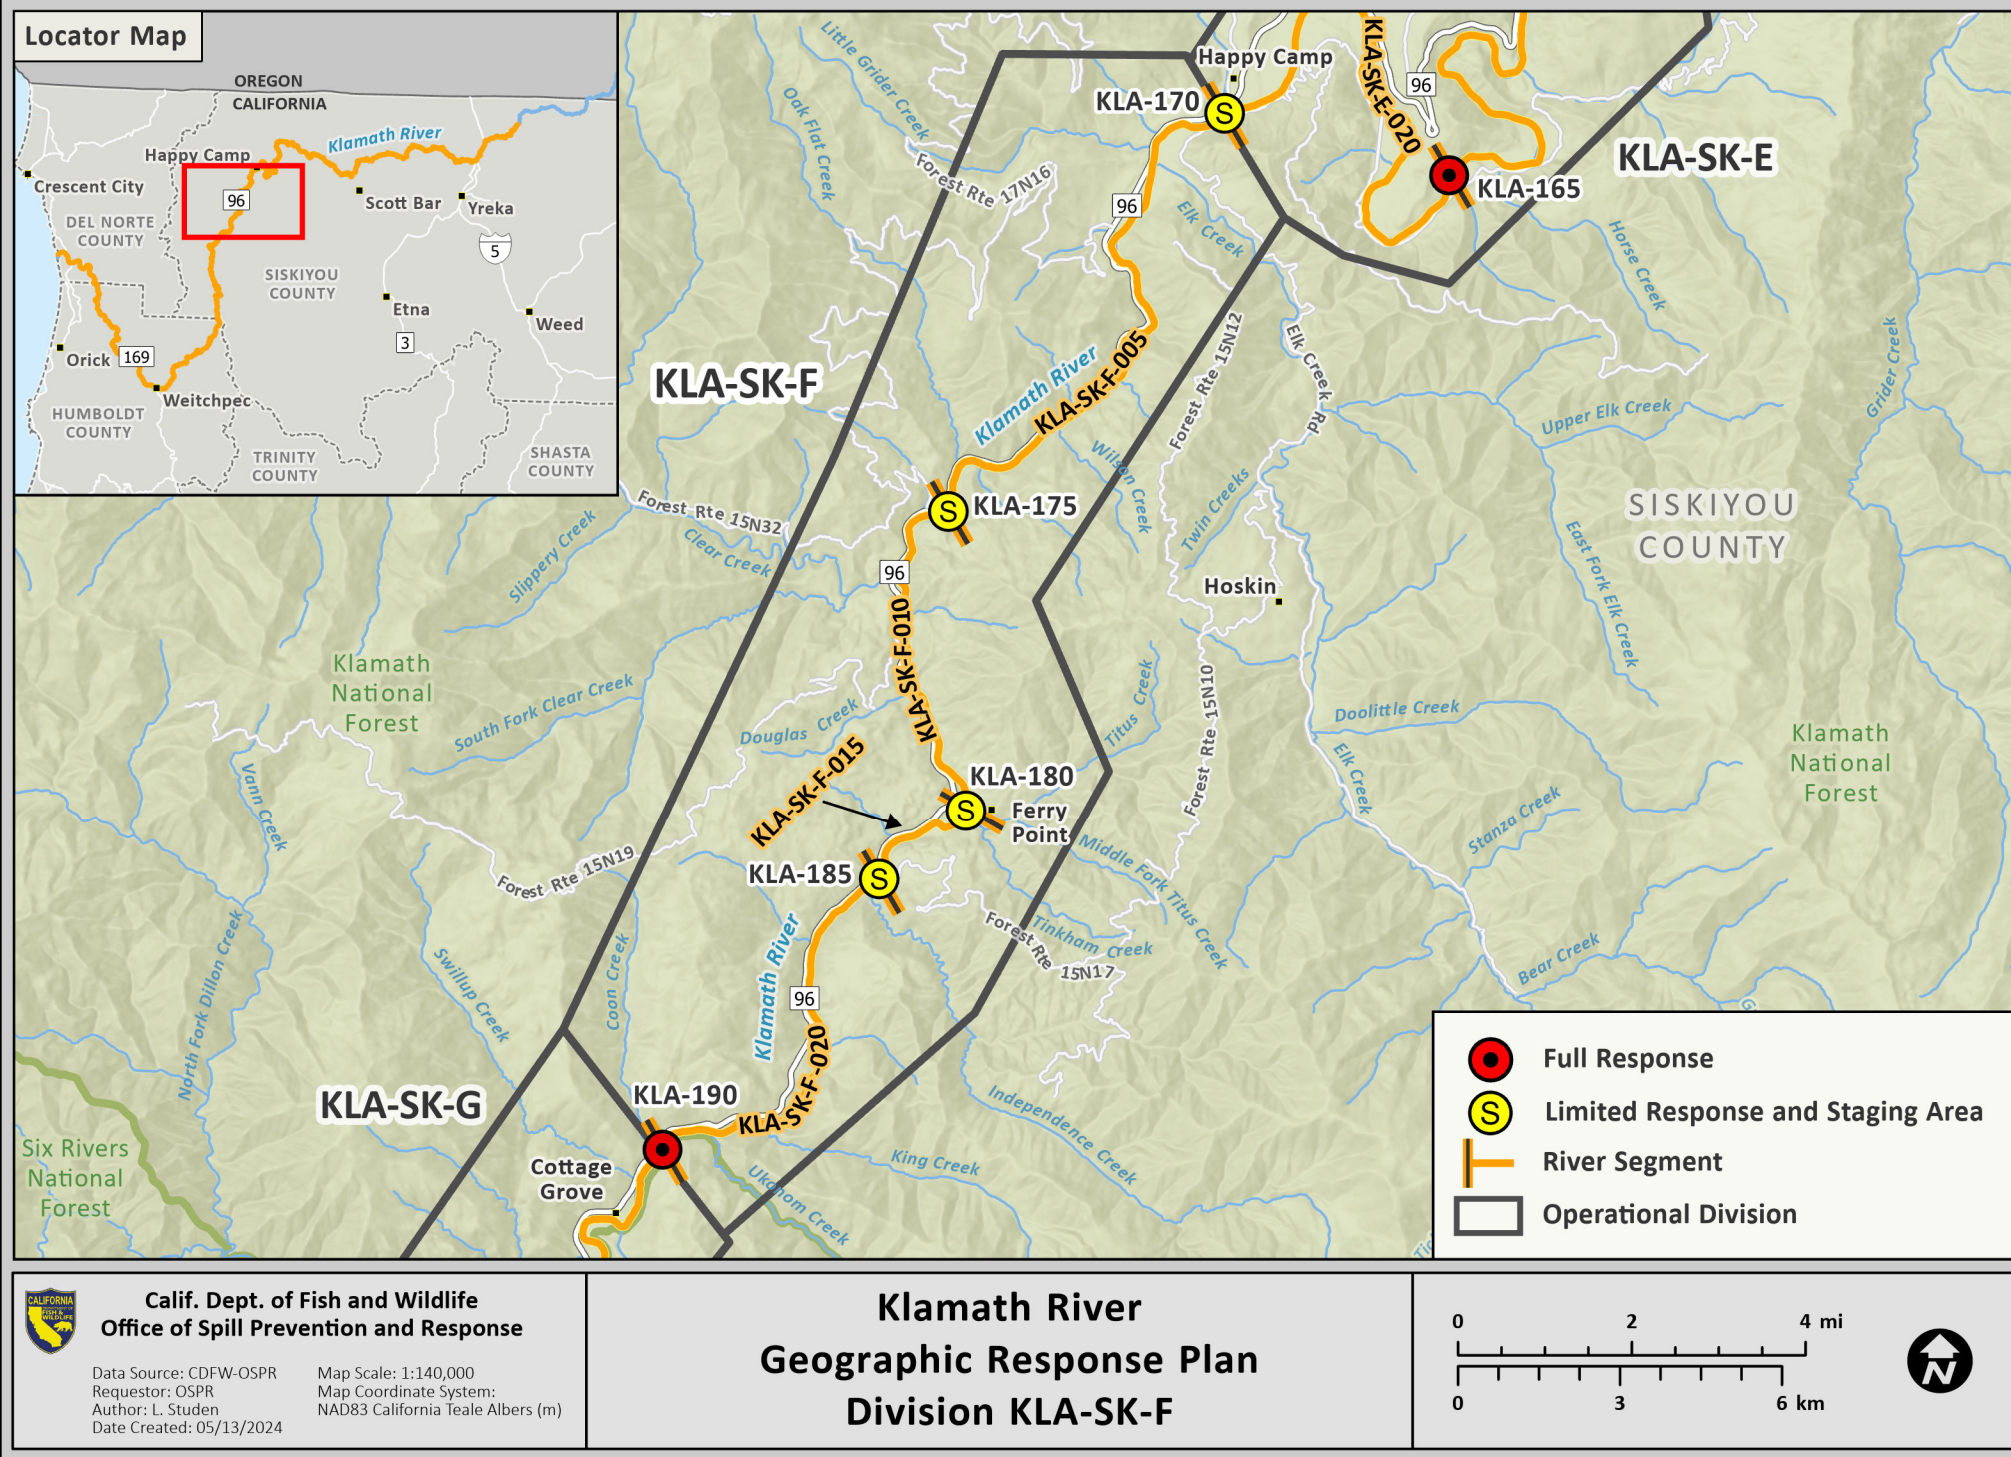 Locator Map
OREGON
CALIFORNIA
Klamath River
Happy Camp
Crescent City
96
Scott Bar
Yreka
DEL NORTE
COUNTY
5
SISKIYOU
COUNTY
Etna
Weed
3
Orick
169
Weitchpec
HUMBOLDT
COUNTY
TRINITY
COUNTY
SHASTA
COUNTY
Little Grider Creek
Oak Flat Creek
Happy Camp
KLA-170
KLA-SK-E-020
96
KLA-SK-E
KLA-165
Forest Rte 17N16
96
Elk Creek
Horse Creek
Forest Rte 15N12
Elk Creek Rd
Grider Creek
KLA-SK-F
Klamath River
KLA-SK-F-005
Upper Elk Creek
Wilson Creek
Twin Creeks
KLA-175
SISKIYOU
COUNTY
Forest Rte 15N32
Slippery Creek
Clear Creek
96
East Fork Elk Creek
Hoskin
KLA-SK-F-010
Klamath
National
Forest
South Fork Clear Creek
Douglas Creek
Titus Creek
Forest Rte 15N10
Doolittle Creek
Klamath
National
Forest
Elk Creek
Vann Creek
KLA-SK-F-015
KLA-180
S
Ferry
Point
KLA-185
S
Middle Fork Titus Creek
Stanza Creek
Forest Rte 15N19
Forest Rte 15N17
Tinkham Creek
Bear Creek
North Fork Dillon Creek
Swillup Creek
Coon Creek
Klamath River
96
KLA-SK-F-020
KLA-SK-G
KLA-190
Independence Creek
King Creek
Ukonom Creek
Cottage
Grove
Six Rivers
National
Forest
S
S
Full Response
S Limited Response and Staging Area
River Segment
Operational Division
CALIFORNIA
FISH &
WILDLIFE
Calif. Dept. of Fish and Wildlife
Office of Spill Prevention and Response
Data Source: CDFW-OSPR
Requestor: OSPR
Author: L. Studen
Date Created: 05/13/2024
Map Scale: 1:140,000
Map Coordinate System:
NAD83 California Teale Albers (m)
Klamath River
Geographic Response Plan
Division KLA-SK-F
0 2 4 mi
0 3 6 km
N